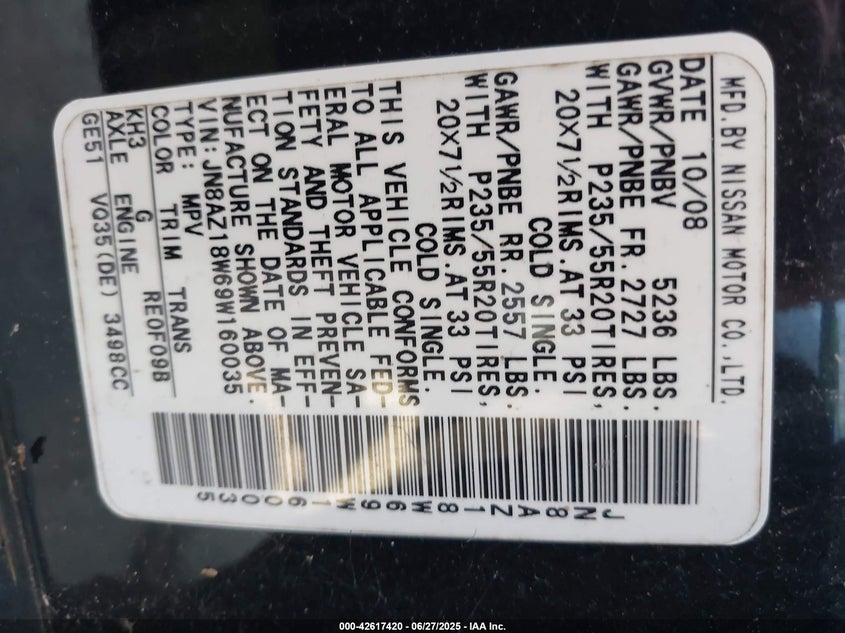 MFD. BY NISSAN MOTOR CO., LTD.
DATE 10/08
GVWR/PNBV 5236 LBS.
GAWR/PNBE FR. 2727 LBS.
WITH P235/55R20TIRES,
20X7½RIMS.AT 33 PSI
COLD SINGLE.
GAWR/PNBE RR. 2557 LBS.
WITH P235/55R20TIRES,
20X7½RIMS.AT 33 PSI
COLD SINGLE.
THIS VEHICLE CONFORMS
TO ALL APPLICABLE FED-
ERAL MOTOR VEHICLE SA-
FETY AND THEFT PREVEN-
TION STANDARDS IN EFF-
ECT ON THE DATE OF MA-
NUFACTURE SHOWN ABOVE.
VIN: JN8AZ18W69W160035
TYPE: MPV
COLOR TRIM TRANS
KH3 G RE0F09B
AXLE ENGINE
GE51 VQ35(DE) 3498CC
JN8AZ18W69W160035
000-42617420 - 06/27/2025 - IAA Inc.